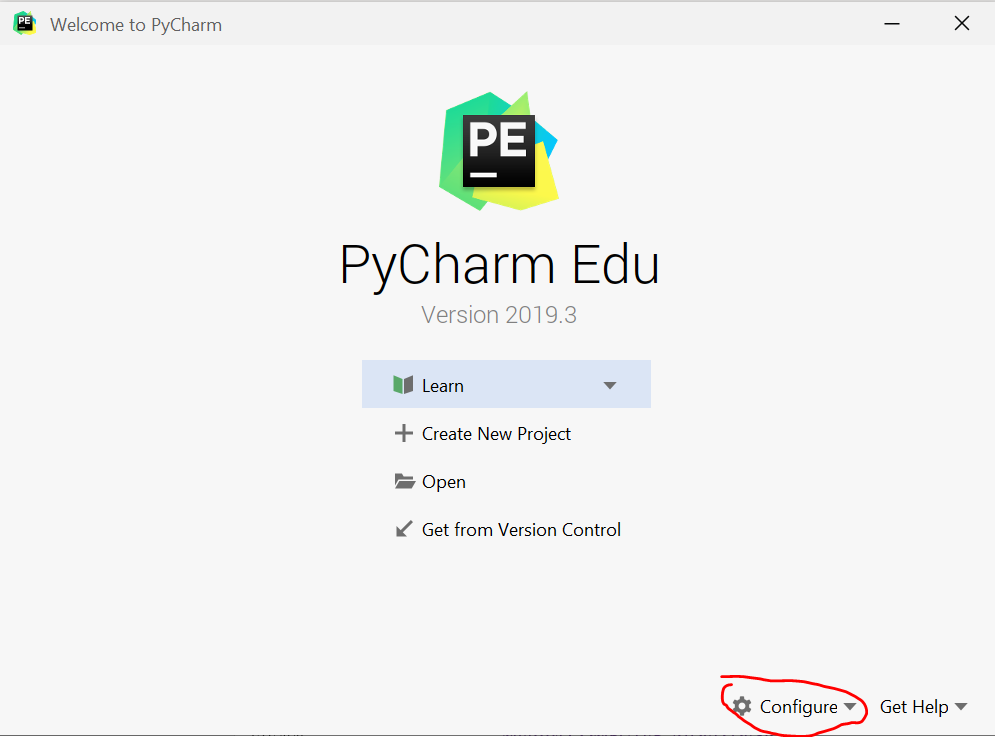 PE Welcome to PyCharm
PE
PyCharm Edu
Version 2019.3
Learn
Create New Project
Open
Get from Version Control
Configure Get Help